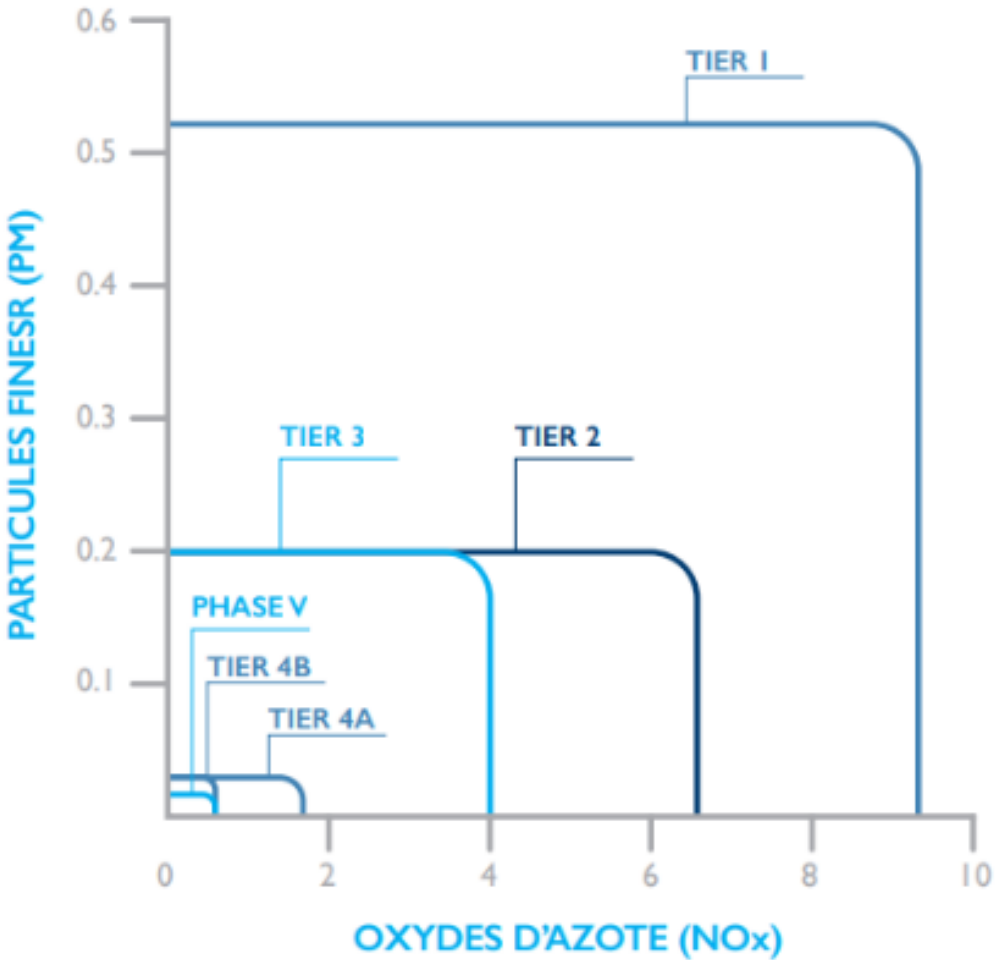 0.6
TIER 1
0.5
0.4
0.3
TIER 3
TIER 2
0.2
PHASE V
TIER 4B
0.1
TIER 4A
PARTICULES FINESR (PM)
0
2
4
6
8
10
OXYDES D'AZOTE (NOx)